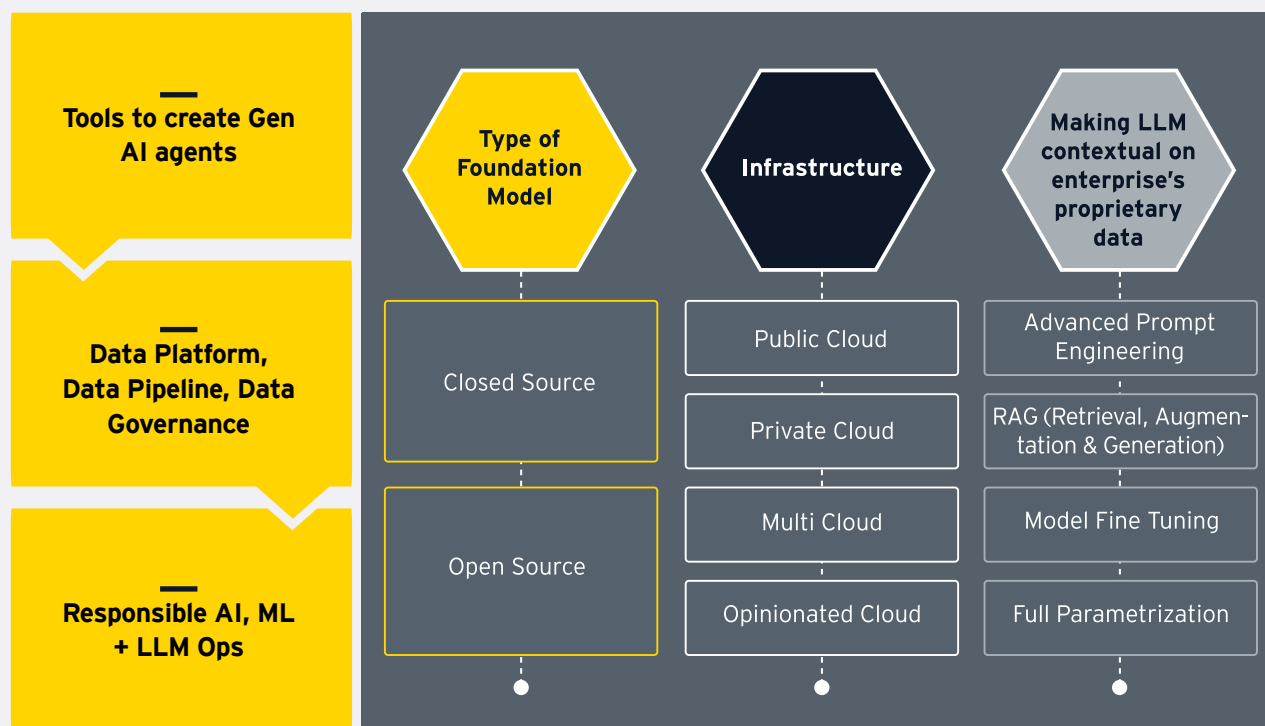 Tools to create Gen
AI agents
Data Platform,
Data Pipeline, Data
Governance
Responsible AI, ML
+ LLM Ops
Type of
Foundation
Model
Closed Source
Open Source
Infrastructure
Public Cloud
Private Cloud
Multi Cloud
Opinionated Cloud
Making LLM
contextual on
enterprise's
proprietary
data
Advanced Prompt
Engineering
RAG (Retrieval, Augmen-
tation & Generation)
Model Fine Tuning
Full Parametrization